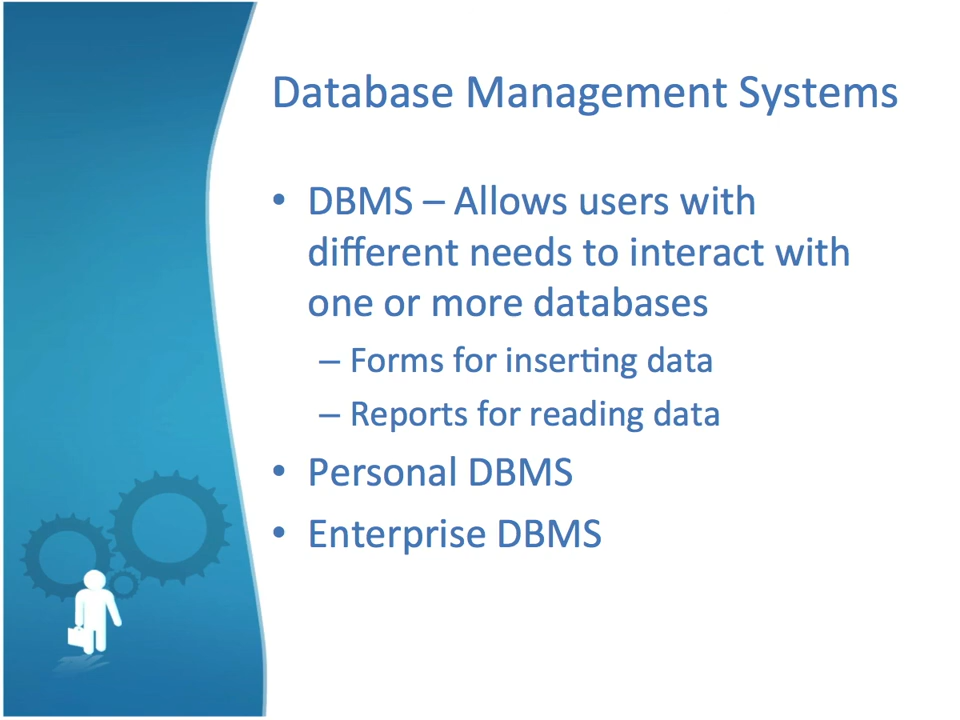 Database Management Systems
• DBMS – Allows users with
different needs to interact with
one or more databases
– Forms for inserting data
– Reports for reading data
• Personal DBMS
• Enterprise DBMS